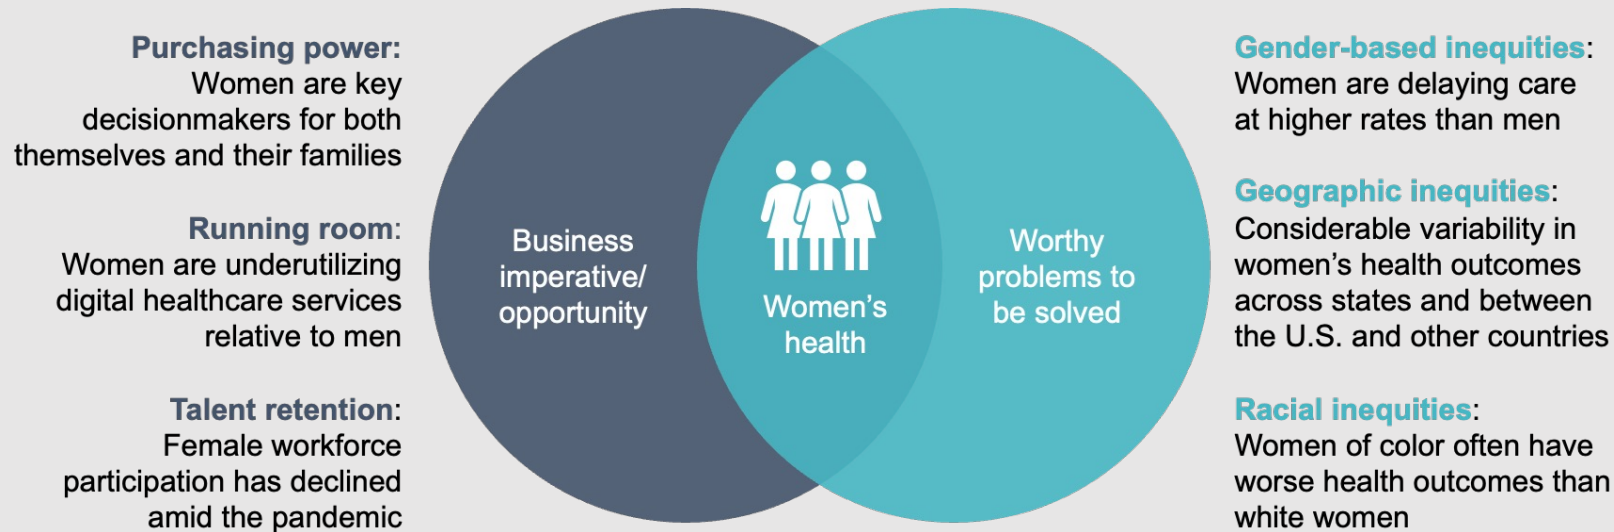 Purchasing power:
Women are key
decisionmakers for both
themselves and their families
Running room:
Women are underutilizing
digital healthcare services
relative to men
Talent retention:
Female workforce
participation has declined
amid the pandemic
Business
imperative/
opportunity
Women's
health
Worthy
problems to
be solved
Gender-based inequities:
Women are delaying care
at higher rates than men
Geographic inequities:
Considerable variability in
women's health outcomes
across states and between
the U.S. and other countries
Racial inequities:
Women of color often have
worse health outcomes than
white women